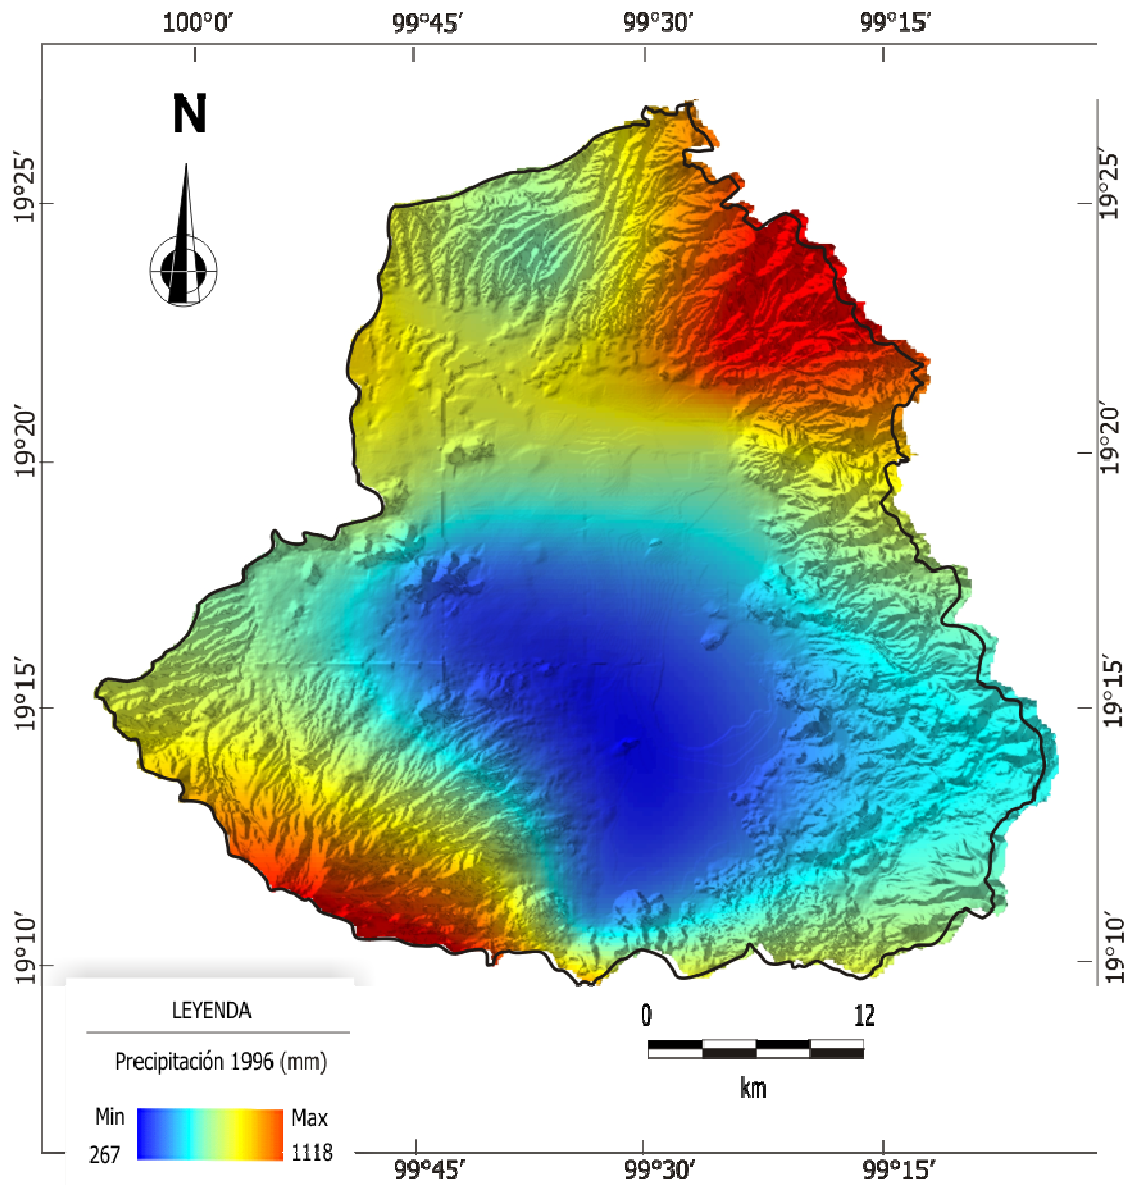 100°0’ 99°45’ 99°30’ 99°15’
N
19°25’ 19°25’
19°20’ 19°20’
19°15’ 19°15’
19°10’ 19°10’
LEYENDA
Precipitación 1996 (mm)
Min Max
267 1118
0 12
km
99°45’ 99°30’ 99°15’